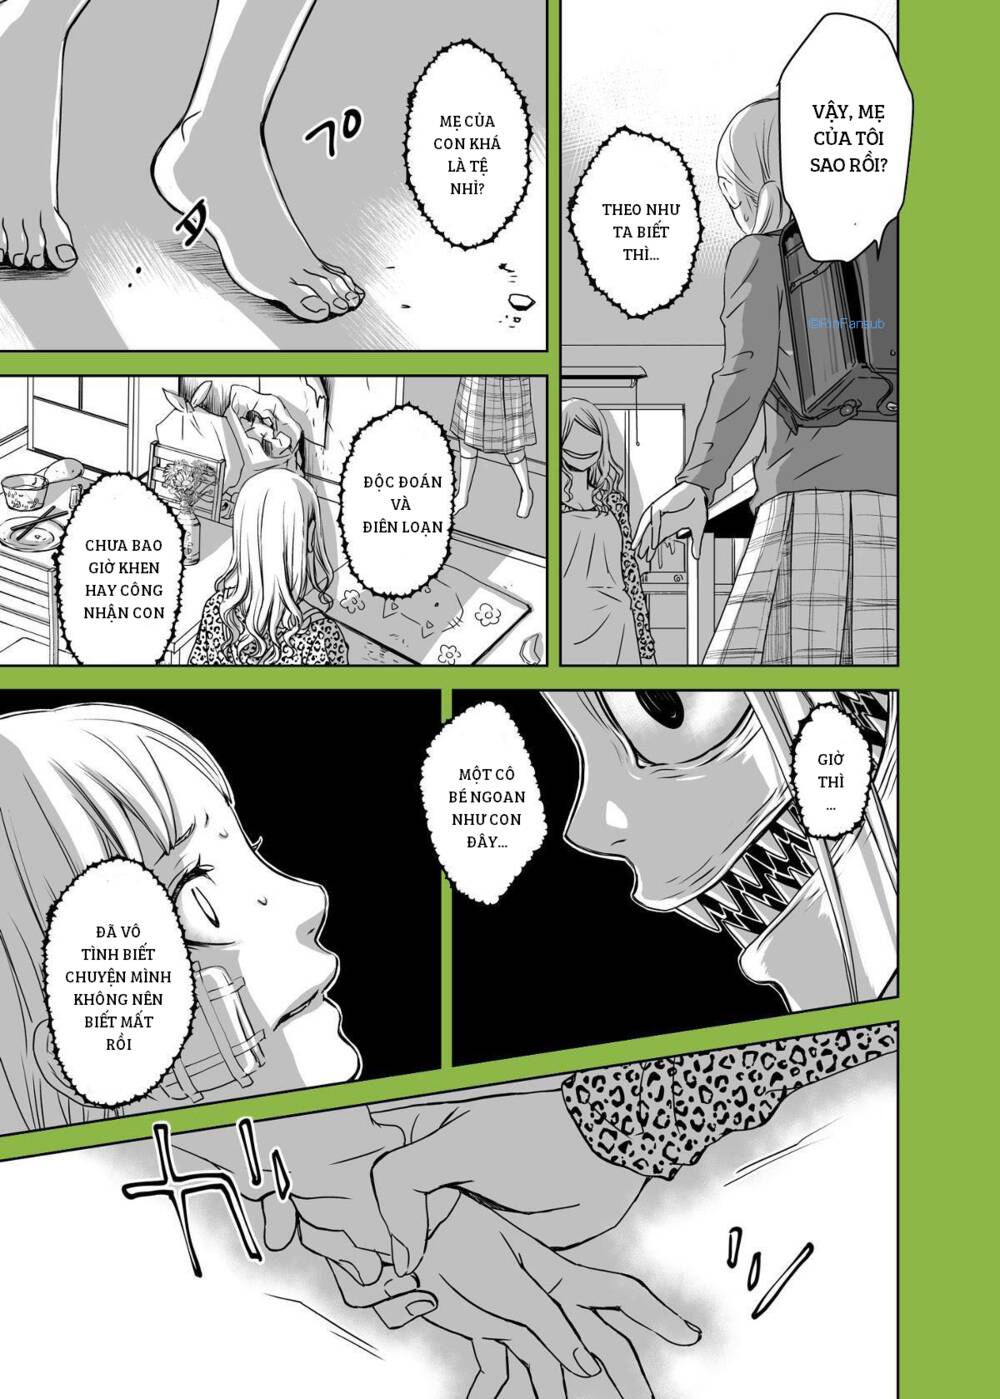 VẬY, MẸ
CỦA TÔI
SAO RỒI?
THEO NHƯ
TA BIẾT
THÌ...
©FinFansub
MẸ CỦA
CON KHÁ
LÀ TỆ
NHỈ?
ĐỘC ĐOÁN
VÀ
ĐIÊN LOẠN
CHƯA BAO
GIỜ KHEN
HAY CÔNG
NHẬN CON
GIỜ
THÌ
...
MỘT CÔ
BÉ NGOAN
NHƯ CON
ĐÂY...
ĐÃ VÔ
TÌNH BIẾT
CHUYỆN MÌNH
KHÔNG NÊN
BIẾT MẤT
RỒI